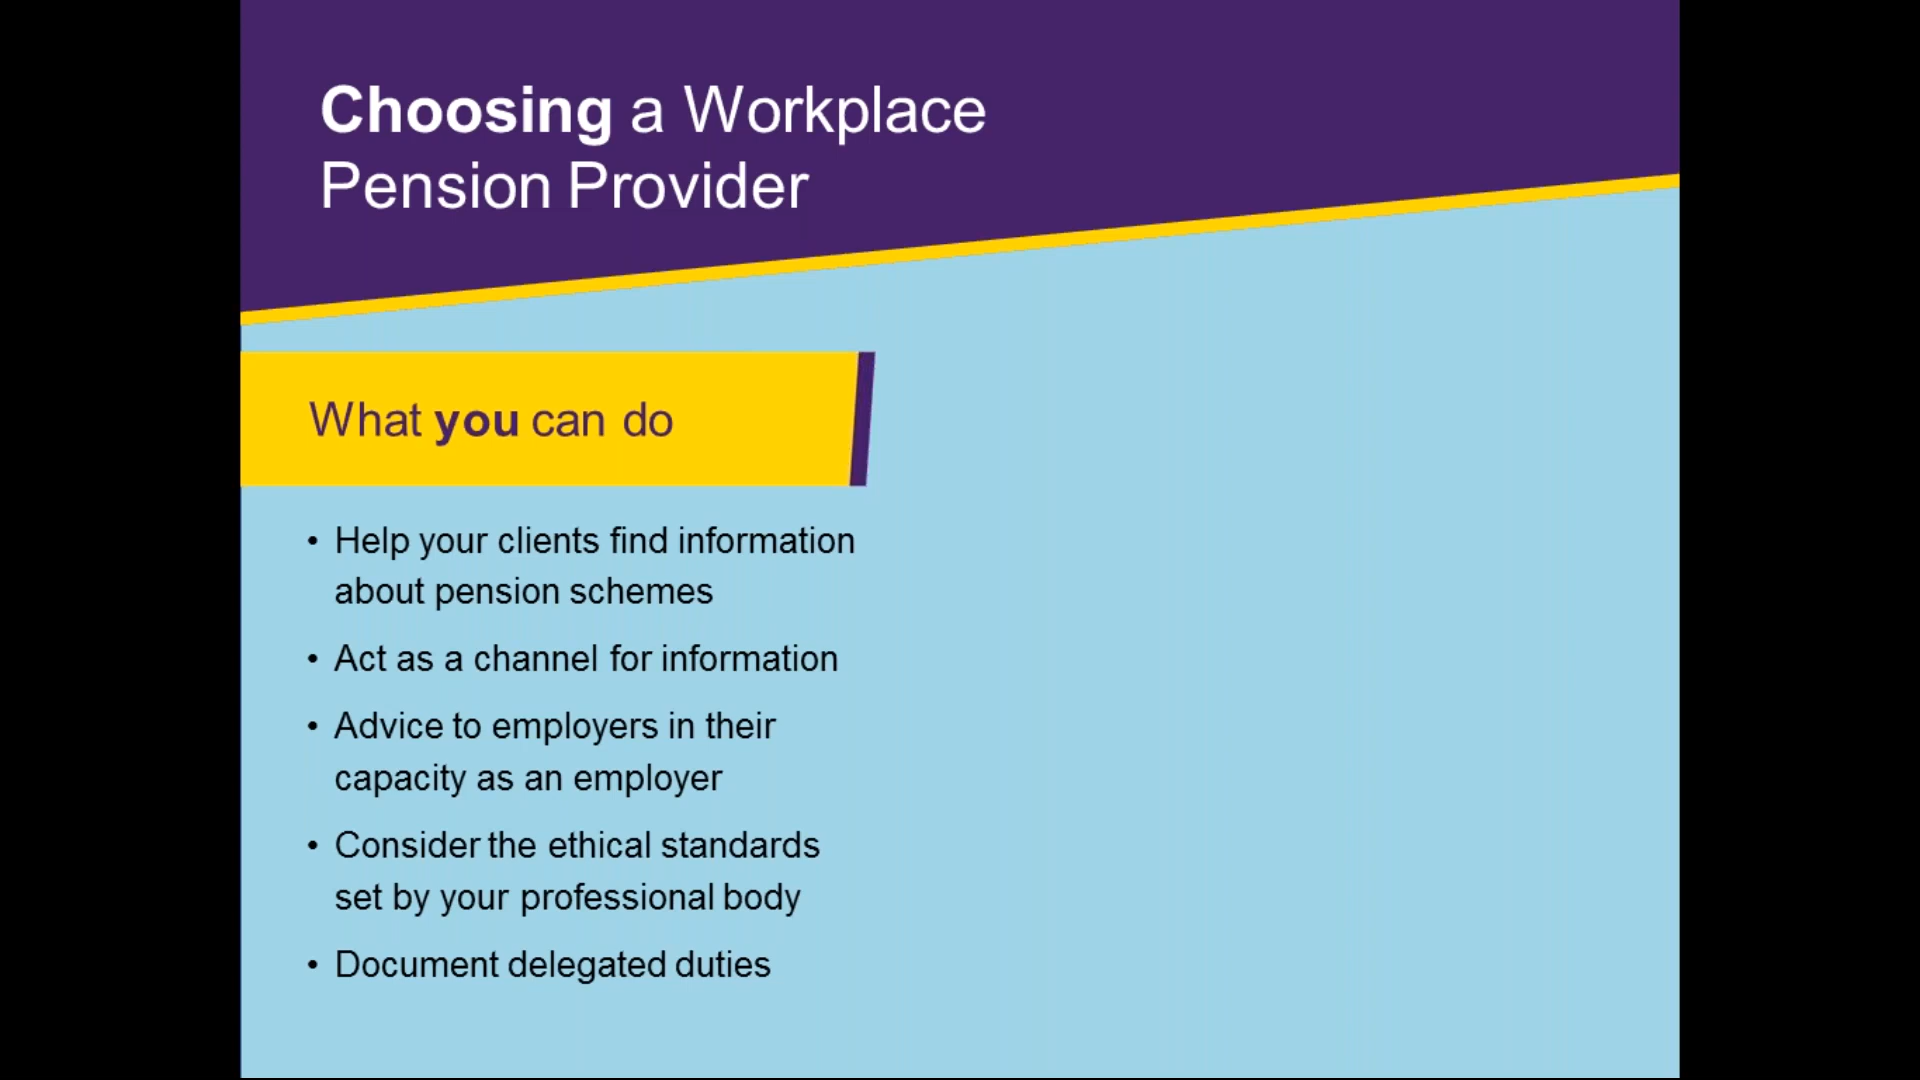 Choosing a Workplace
Pension Provider
What you can do
• Help your clients find information
about pension schemes
• Act as a channel for information
• Advice to employers in their
capacity as an employer
• Consider the ethical standards
set by your professional body
• Document delegated duties